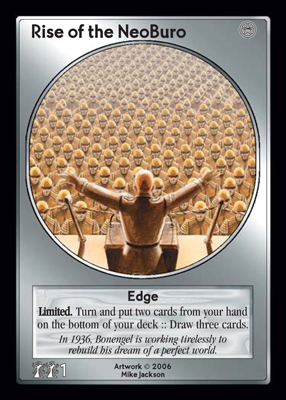 Rise of the NeoBuro
Edge
Limited. Turn and put two cards from your hand
on the bottom of your deck :: Draw three cards.
In 1936, Bonengel is working tirelessly to
rebuild his dream of a perfect world.
1
Artwork © 2006
Mike Jackson